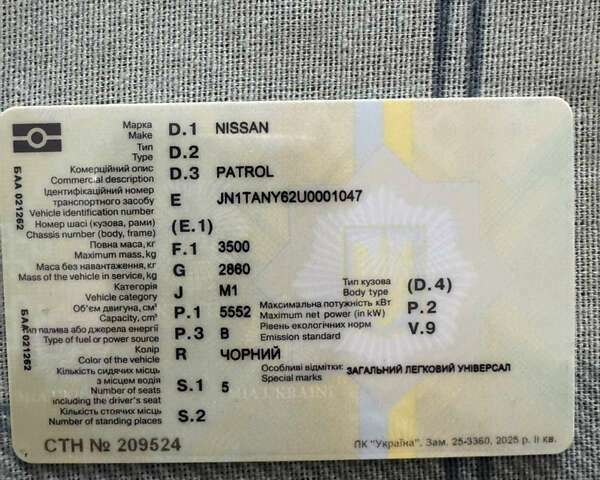 Марка D.1 NISSAN
Make
Тип D.2
Type
Комерційний опис D.3 PATROL
Commercial description
Ідентифікаційний номер
транспортного засобу E JN1TANY62U0001047
Vehicle identification number
Номер шасі (кузова, рами) (E.1)
Chassis number (body, frame)
Повна маса, кг F.1 3500
Maximum mass, kg
Маса без навантаження, кг G 2860
Mass of the vehicle in service, kg
Тип кузова (D.4)
Body type
Категорія J M1
Vehicle category
Об'єм двигуна, см³ P.1 5552 Максимальна потужність кВт P.2
Capacity, cm³ Maximum net power (in kW)
Тип палива або джерела енергії P.3 B Рівень екологічних норм V.9
Type of fuel or power source Emission standard
Колір R ЧОРНИЙ
Color of the vehicle
Особливі відмітки: ЗАГАЛЬНИЙ ЛЕГКОВИЙ УНІВЕРСАЛ
Special marks
Кількість сидячих місць
з місцем водія S.1 5
Number of seats
including the driver's seat
Кількість стоячих місць S.2
Number of standing places
СТН № 209524
ПК "Україна". Зам. 25-3360, 2025 р. ІІ кв.
БАА 021262
БАА 021262